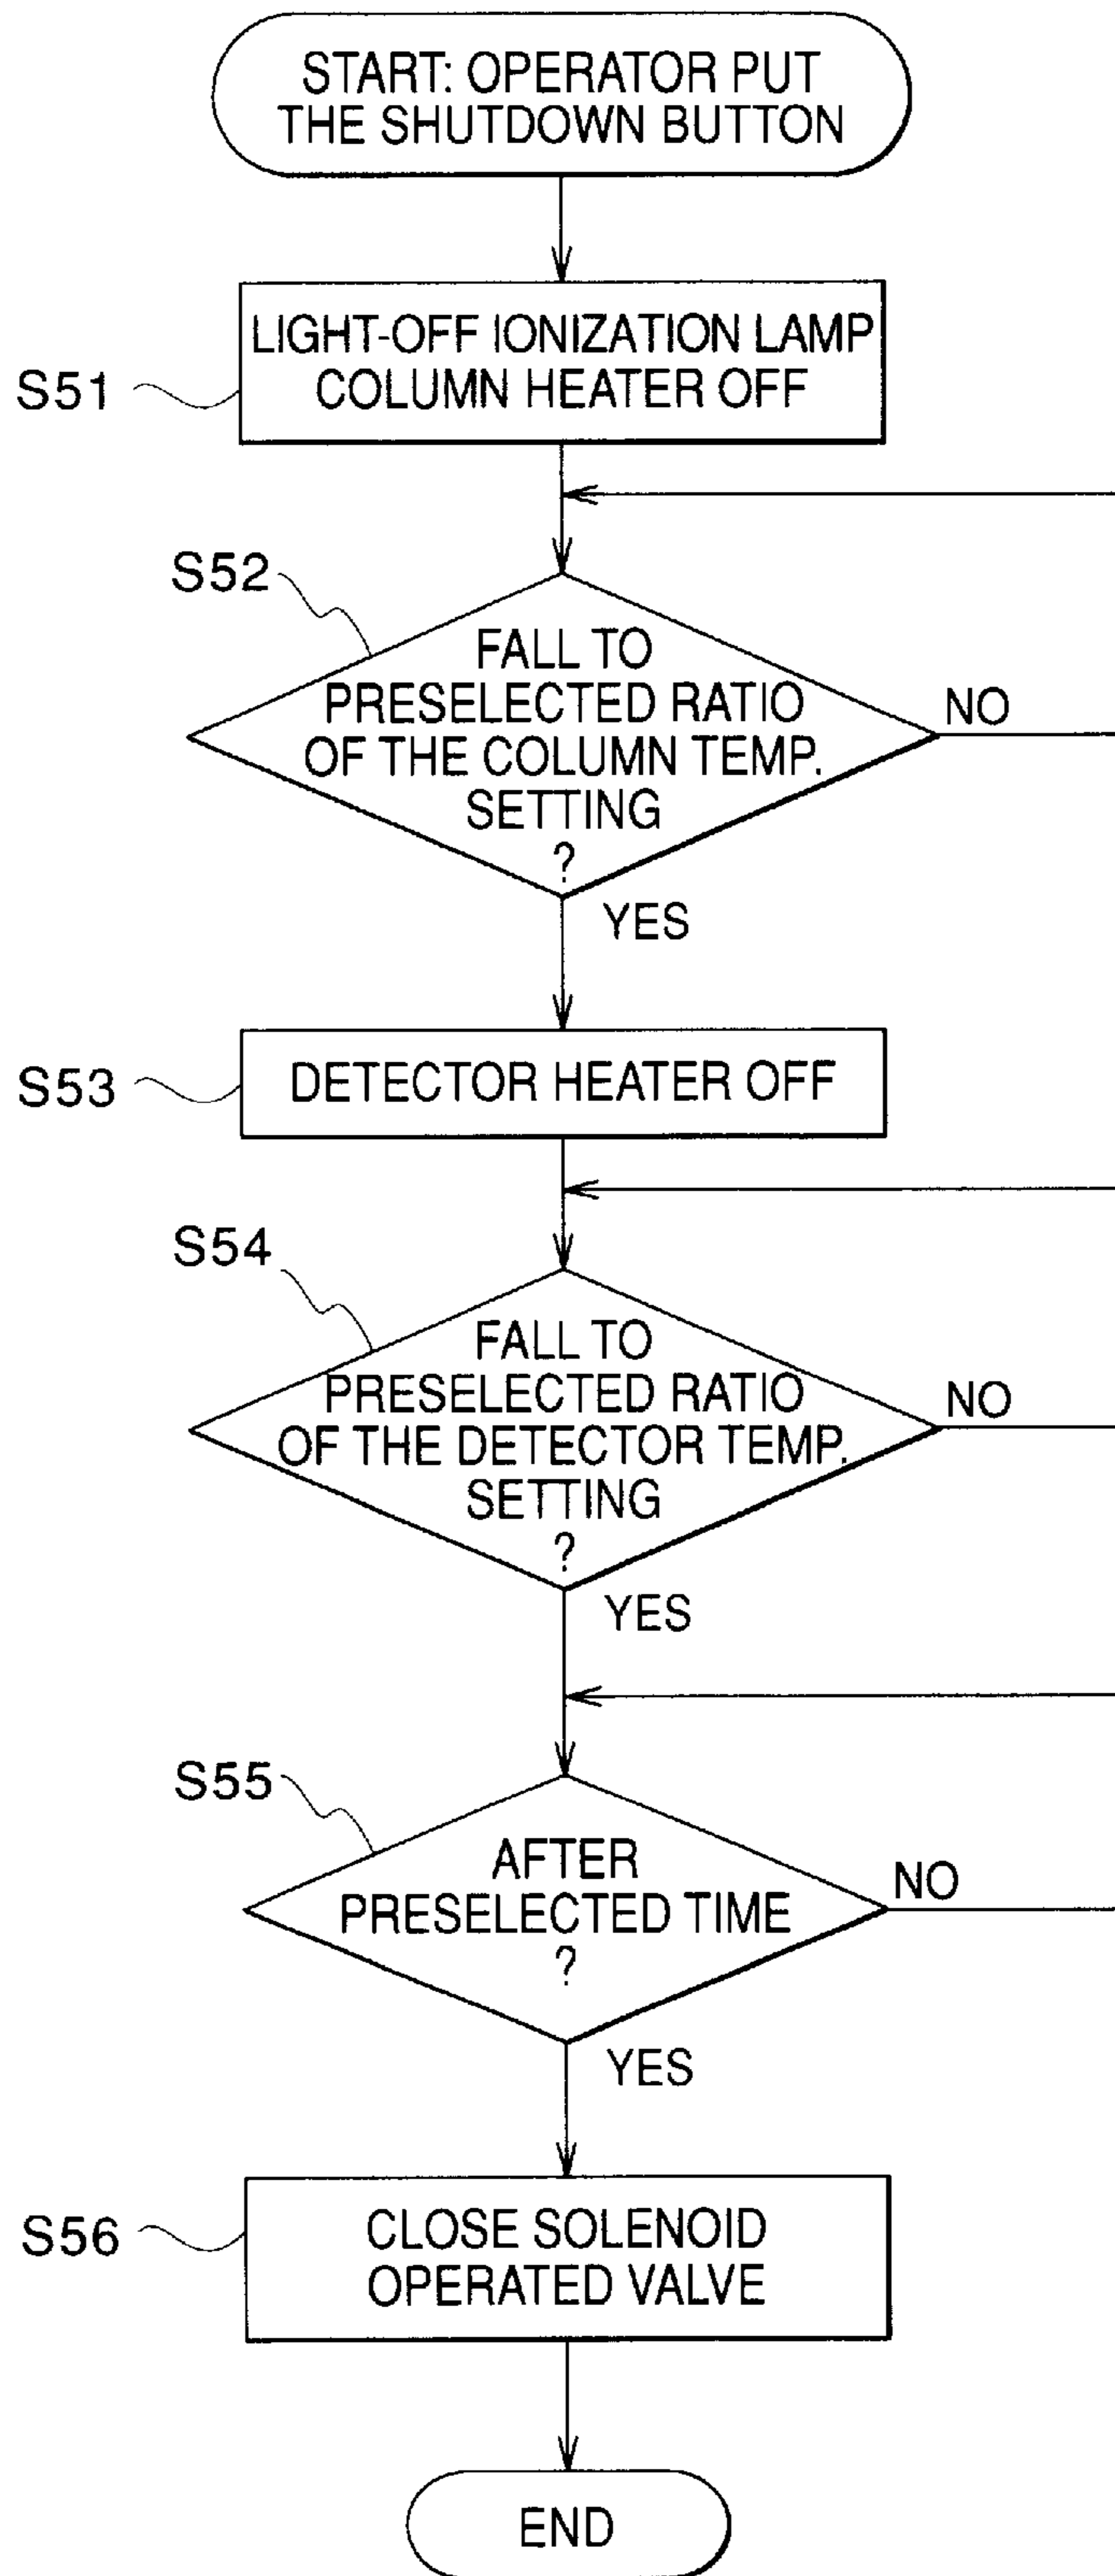 START: OPERATOR PUT
THE SHUTDOWN BUTTON
LIGHT-OFF IONIZATION LAMP
COLUMN HEATER OFF
S51
S52
FALL TO
PRESELECTED RATIO
OF THE COLUMN TEMP.
SETTING
?
NO
YES
DETECTOR HEATER OFF
S53
S54
FALL TO
PRESELECTED RATIO
OF THE DETECTOR TEMP.
SETTING
?
NO
YES
S55
AFTER
PRESELECTED TIME
?
NO
YES
S56
CLOSE SOLENOID
OPERATED VALVE
END